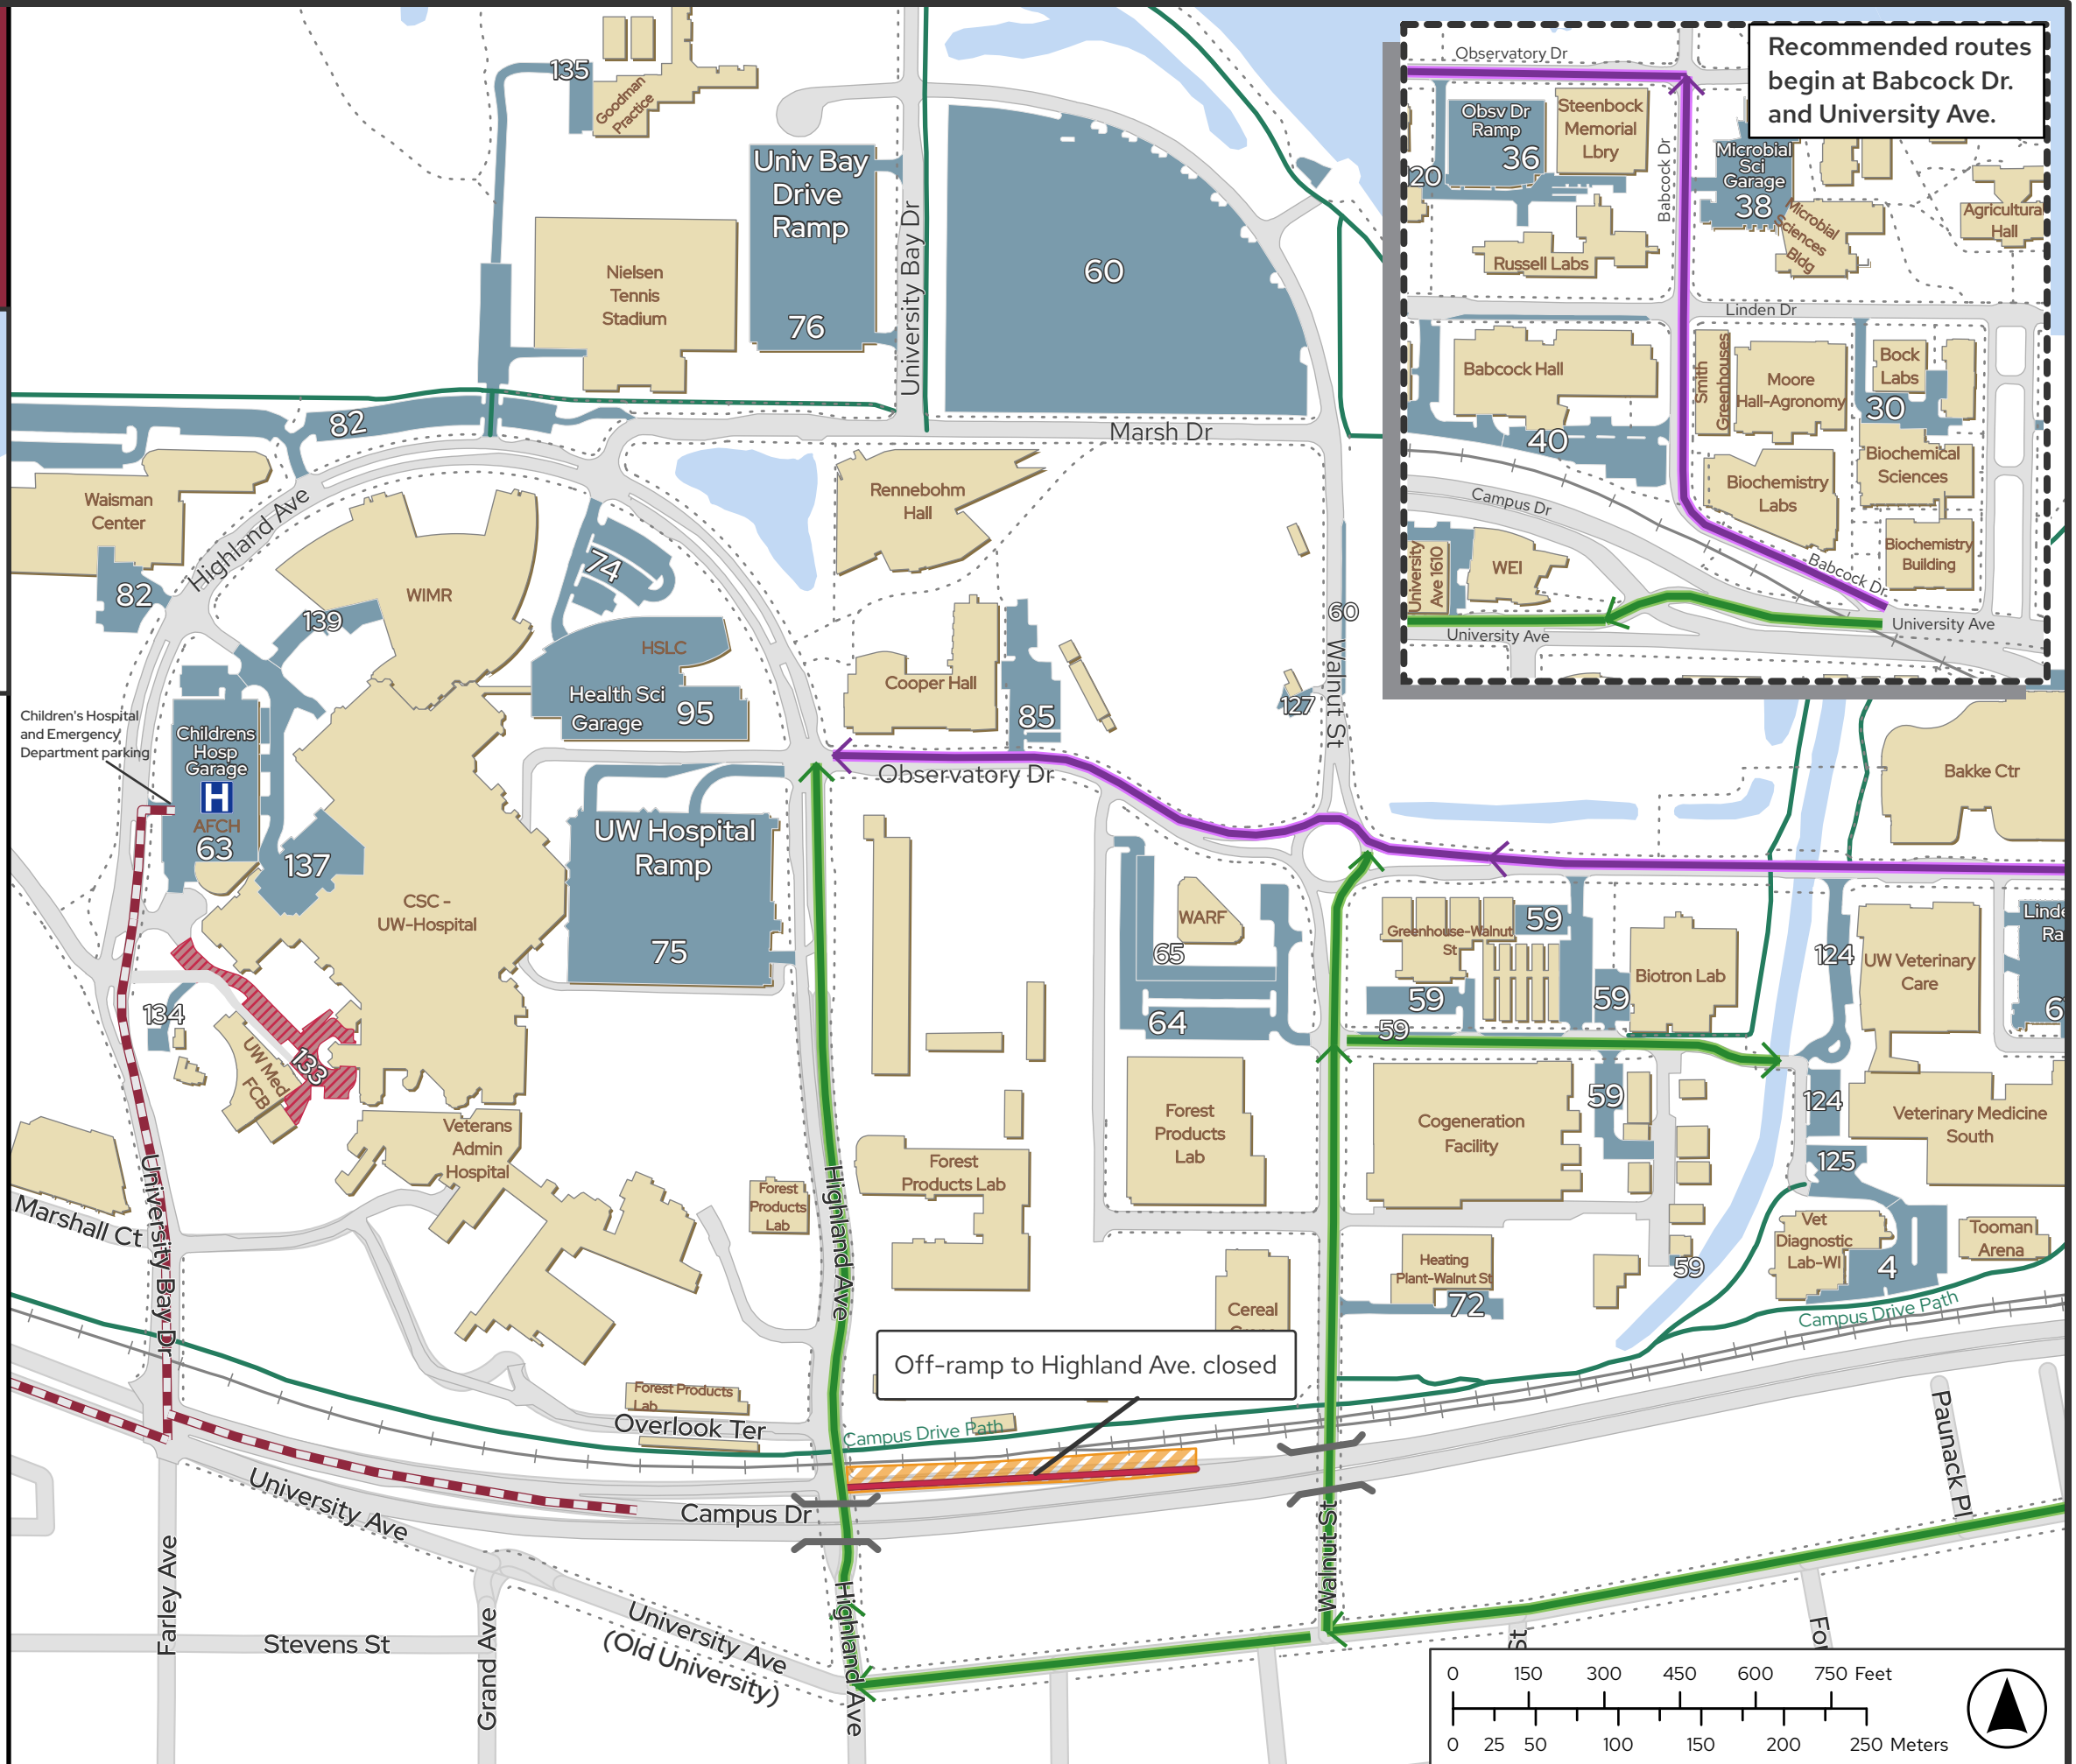 135
Goodman
Practice
Univ Bay
Drive
Ramp
76
University Bay Dr
60
Nielsen
Tennis
Stadium
82
Marsh Dr
Waisman
Center
82
Highland Ave
WIMR
139
74
Rennebohm
Hall
HSLC
Health Sci
Garage 95
Cooper Hall
85
60
127
Walnut St
Children's Hospital
and Emergency
Department parking
Childrens
Hosp
Garage
H
AFCH
63
137
CSC -
UW-Hospital
UW Hospital
Ramp
75
Observatory Dr
WARF
65
64
Greenhouse-Walnut
St
59
59
59
59
Biotron Lab
124
UW Veterinary
Care
Bakke Ctr
134
133
UW Med
FCB
Veterans
Admin
Hospital
Forest
Products
Lab
Forest
Products Lab
Forest
Products
Lab
Cogeneration
Facility
59
124
125
Veterinary Medicine
South
Vet
Diagnostic
Lab-WI
4
Tooman
Arena
Highland Ave
University Bay Dr
Marshall Ct
Heating
Plant-Walnut St
72
59
Cereal
Campus Drive Path
Off-ramp to Highland Ave. closed
Forest Products
Lab
Overlook Ter
Campus Drive Path
Campus Dr
University Ave
Farley Ave
Stevens St
Grand Ave
University Ave
(Old University)
Highland Ave
Walnut St
Paunack Pl
St
0 150 300 450 600 750 Feet
0 25 50 100 150 200 250 Meters
Recommended routes
begin at Babcock Dr.
and University Ave.
Observatory Dr
Obsv Dr
Ramp
36
Steenbock
Memorial
Lbry
20
Babcock Dr
Microbial
Sci
Garage
38
Microbial
Sciences
Bldg
Agricultural
Hall
Russell Labs
Linden Dr
Babcock Hall
Smith
Greenhouses
Moore
Hall-Agronomy
Bock
Labs
30
40
Biochemical
Sciences
Biochemistry
Labs
Campus Dr
Biochemistry
Building
University
Ave 1610
WEI
Babcock Dr
University Ave
University Ave